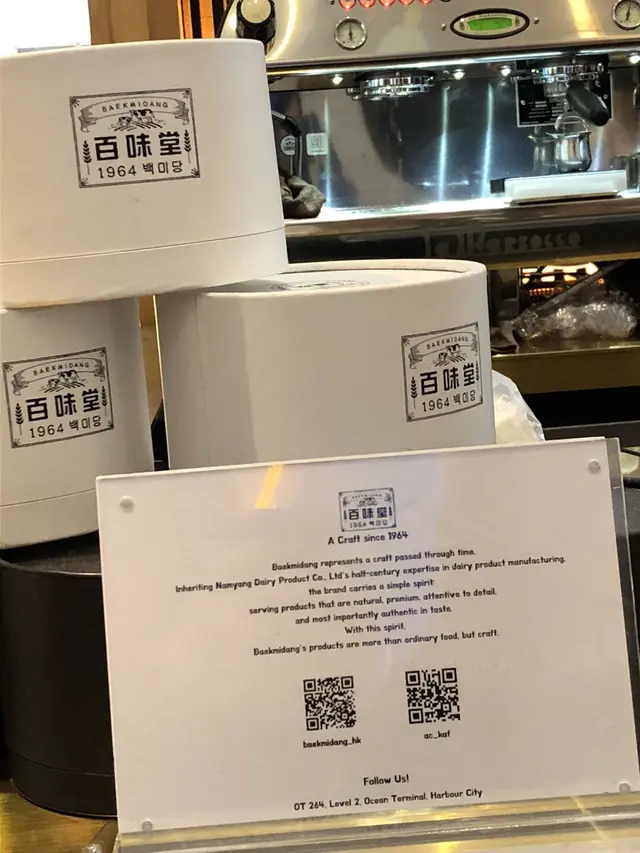 BAEKMIDANG
百味堂
1964 백미당
BAEKMIDANG
百味堂
1964 백미당
BAEKMIDANG
百味堂
1964 백미당
百味堂
1964 백미당
A Craft since 1964
Baekmidang represents a craft passed through time.
Inheriting Namyang Dairy Product Co., Ltd's half-century expertise in dairy product manufacturing,
the brand carries a simple spirit:
serving products that are natural, premium, attentive to detail,
and most importantly authentic in taste.
With this spirit,
Baekmidang's products are more than ordinary food, but craft.
baekmidang_hk
ac_kaf
Follow Us!
OT 264, Level 2, Ocean Terminal, Harbour City